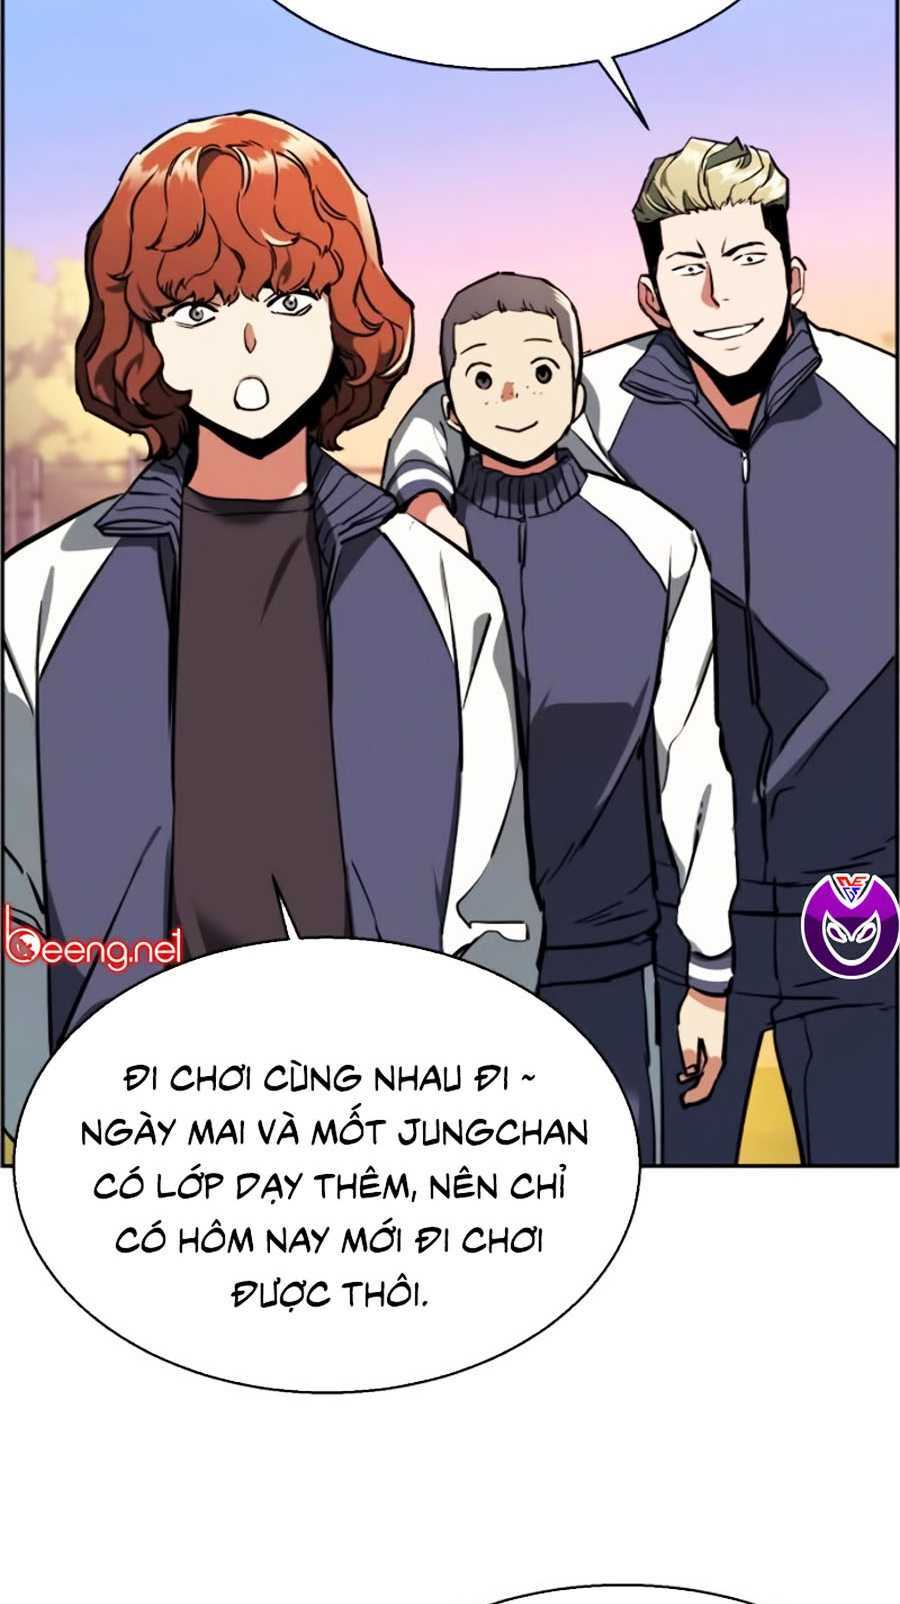 beeng.net
ĐI CHƠI CÙNG NHAU ĐI ~
NGÀY MAI VÀ MỐT JUNGCHAN
CÓ LỚP DẠY THÊM, NÊN CHỈ
CÓ HÔM NAY MỚI ĐI CHƠI
ĐƯỢC THÔI.